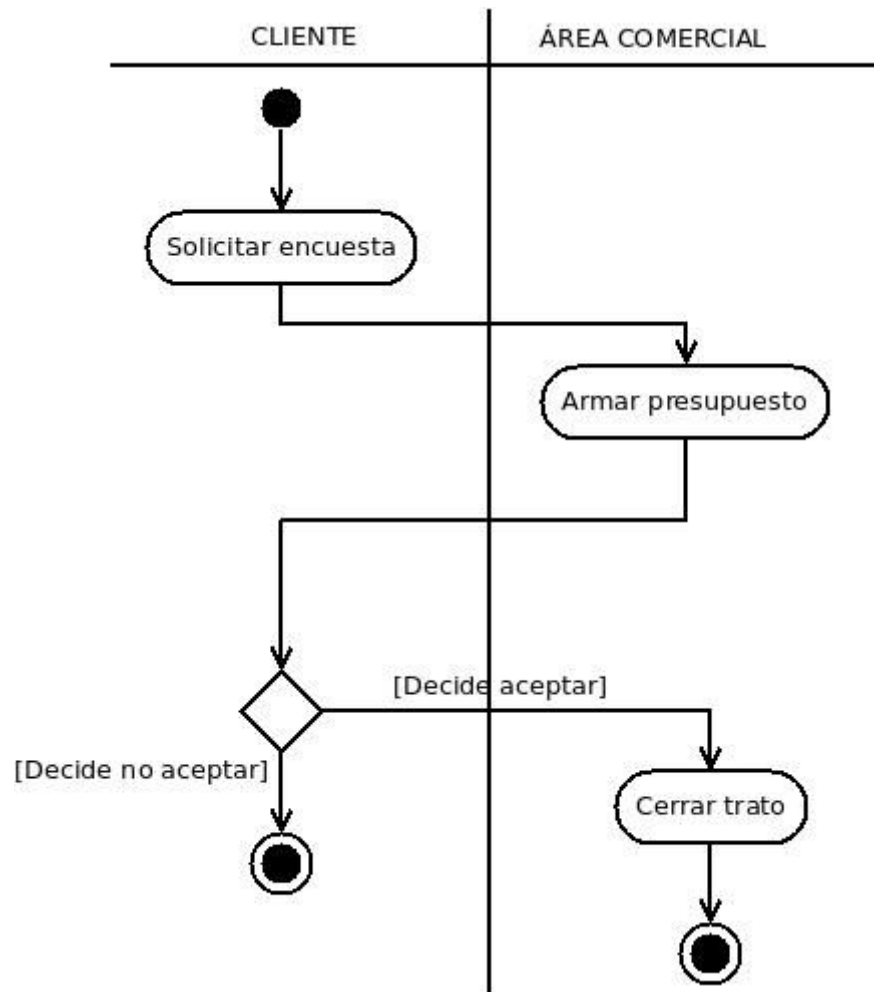 CLIENTE
ÁREA COMERCIAL
Solicitar encuesta
Armar presupuesto
[Decide aceptar]
[Decide no aceptar]
Cerrar trato